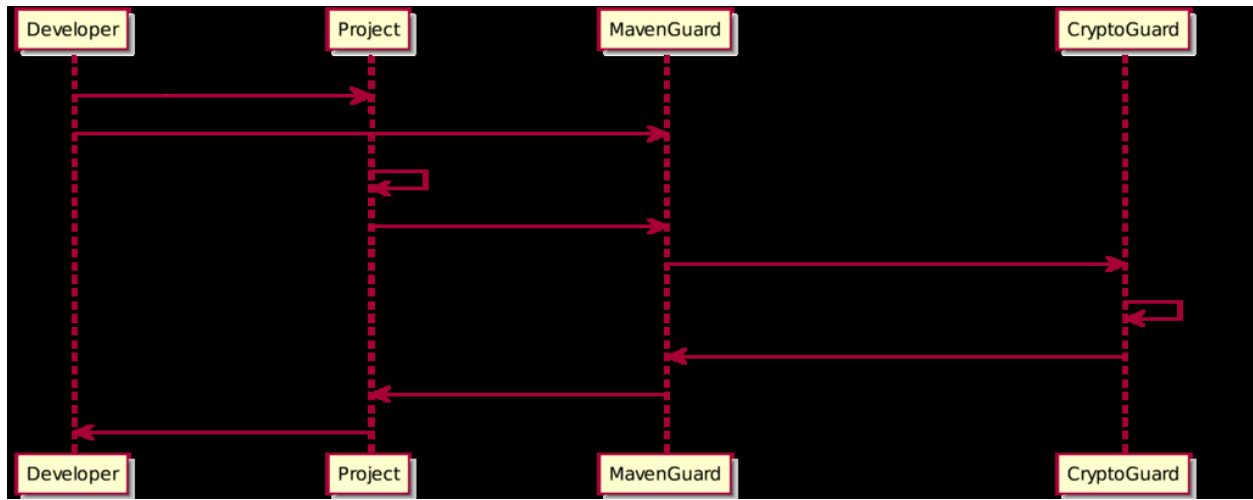 Developer
Project
MavenGuard
CryptoGuard
Developer
Project
MavenGuard
CryptoGuard